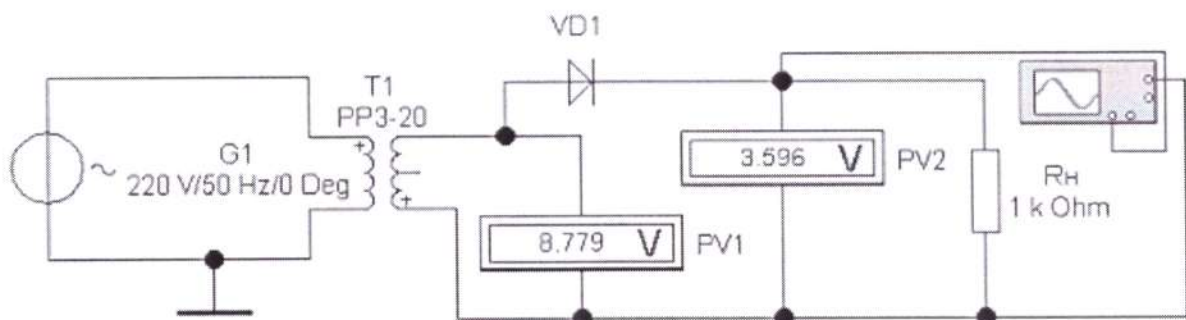 VD1
T1
PP3-20
G1
220 V/50 Hz/0 Deg
3.596 V
PV2
RH
1 k Ohm
8.779 V
PV1